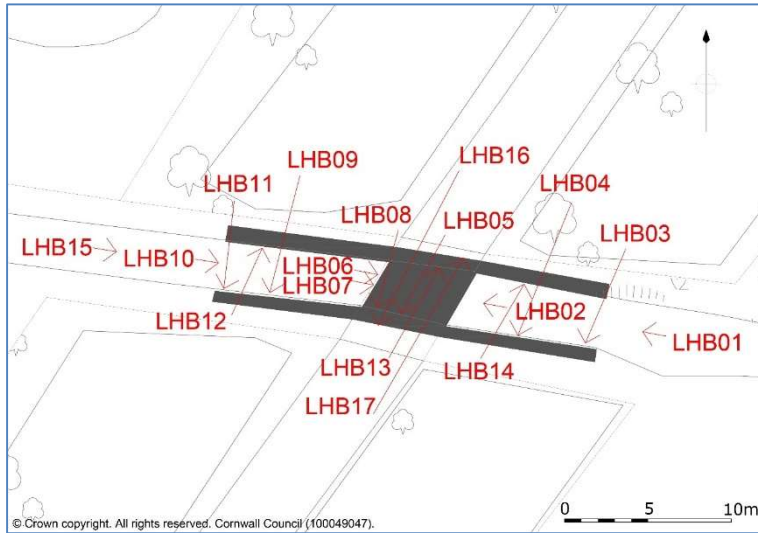 LHB16
LHB09
LHB04
LHB11
LHB08
LHB05
LHB03
LHB15
LHB10
LHB06
LHB07
LHB02
LHB12
LHB01
LHB13
LHB14
LHB17
0 5 10m
© Crown copyright. All rights reserved. Cornwall Council (100049047).